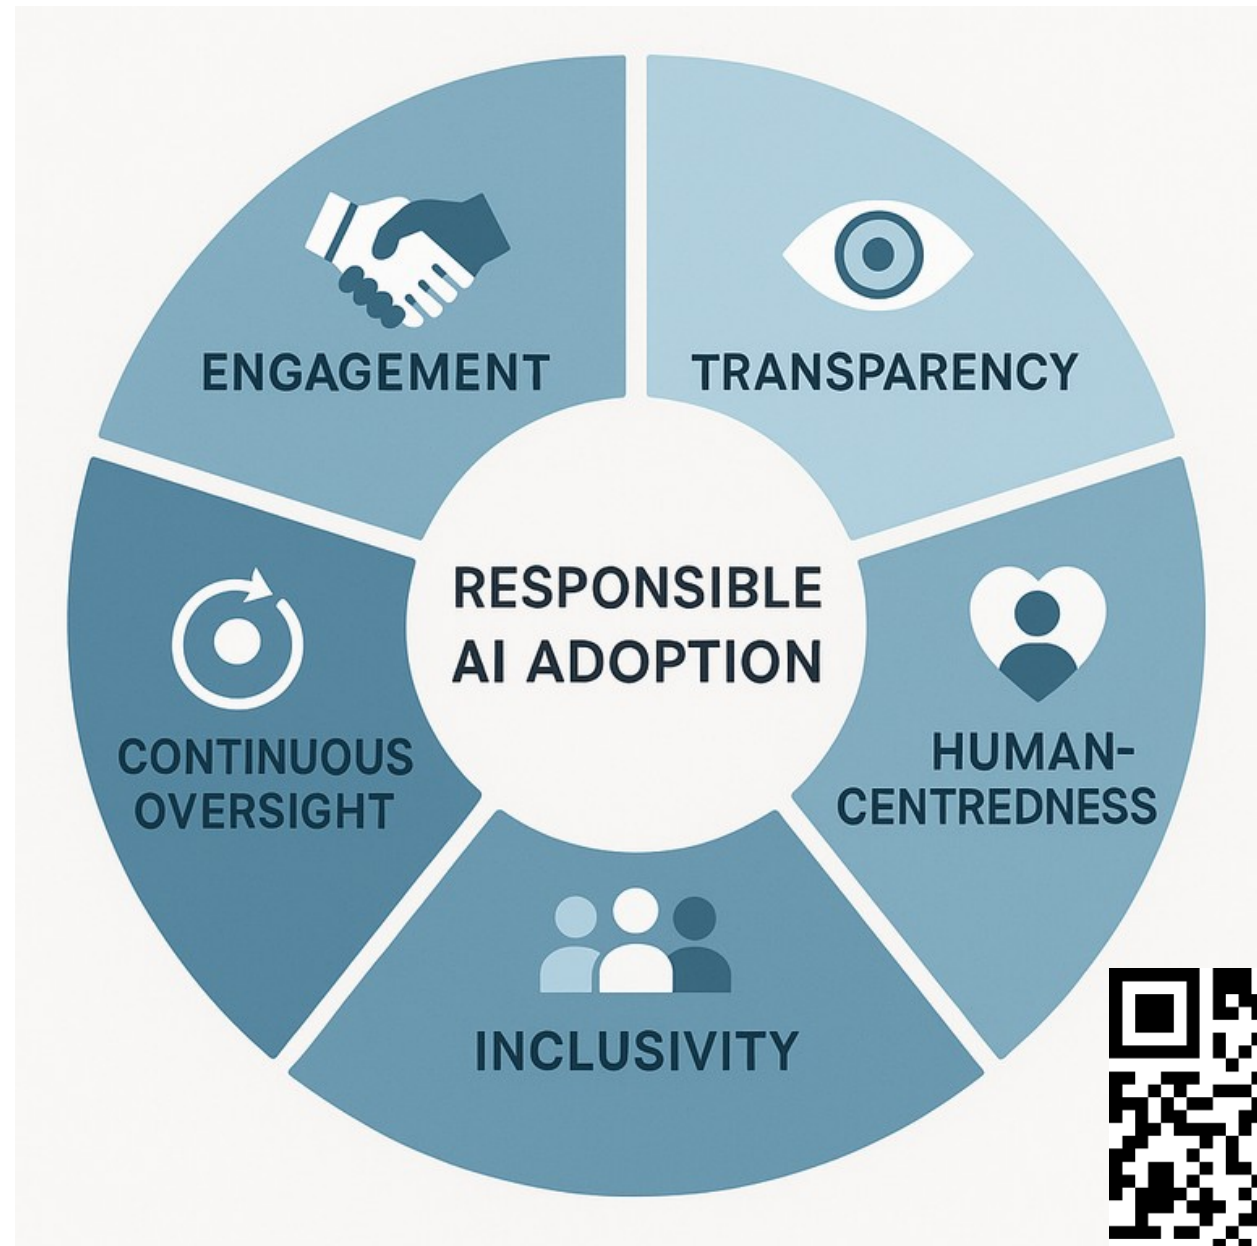 ENGAGEMENT
TRANSPARENCY
RESPONSIBLE
AI ADOPTION
CONTINUOUS
OVERSIGHT
HUMAN-
CENTREDNESS
INCLUSIVITY